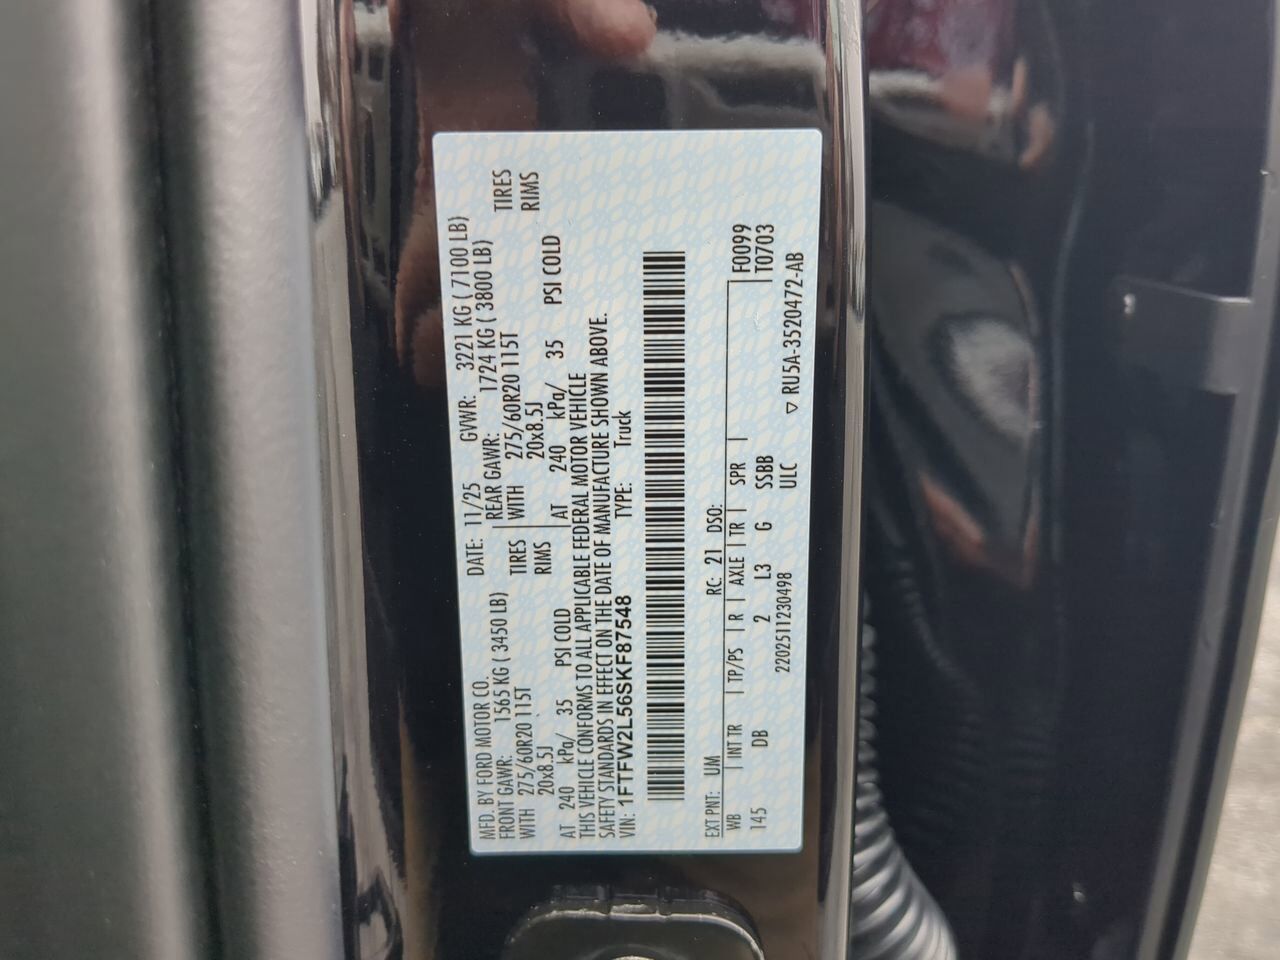 MFD. BY FORD MOTOR CO. DATE: 11/25 GVWR: 3221 KG ( 7100 LB)
FRONT GAWR: 1565 KG ( 3450 LB) REAR GAWR: 1724 KG ( 3800 LB)
WITH 275/60R20 115T TIRES WITH 275/60R20 115T TIRES
20x8.5J RIMS 20x8.5J RIMS
AT 240 kPa/ 35 PSI COLD AT 240 kPa/ 35 PSI COLD
THIS VEHICLE CONFORMS TO ALL APPLICABLE FEDERAL MOTOR VEHICLE
SAFETY STANDARDS IN EFFECT ON THE DATE OF MANUFACTURE SHOWN ABOVE.
VIN: 1FTFW2L56SKF87548 TYPE: Truck
EXT PNT: UM RC: 21 DSO: F0099
WB INT TR TP/PS R AXLE TR SPR T0703
145 DB 2 L3 G SSBB
2202511230498 ULC RU5A-3520472-AB